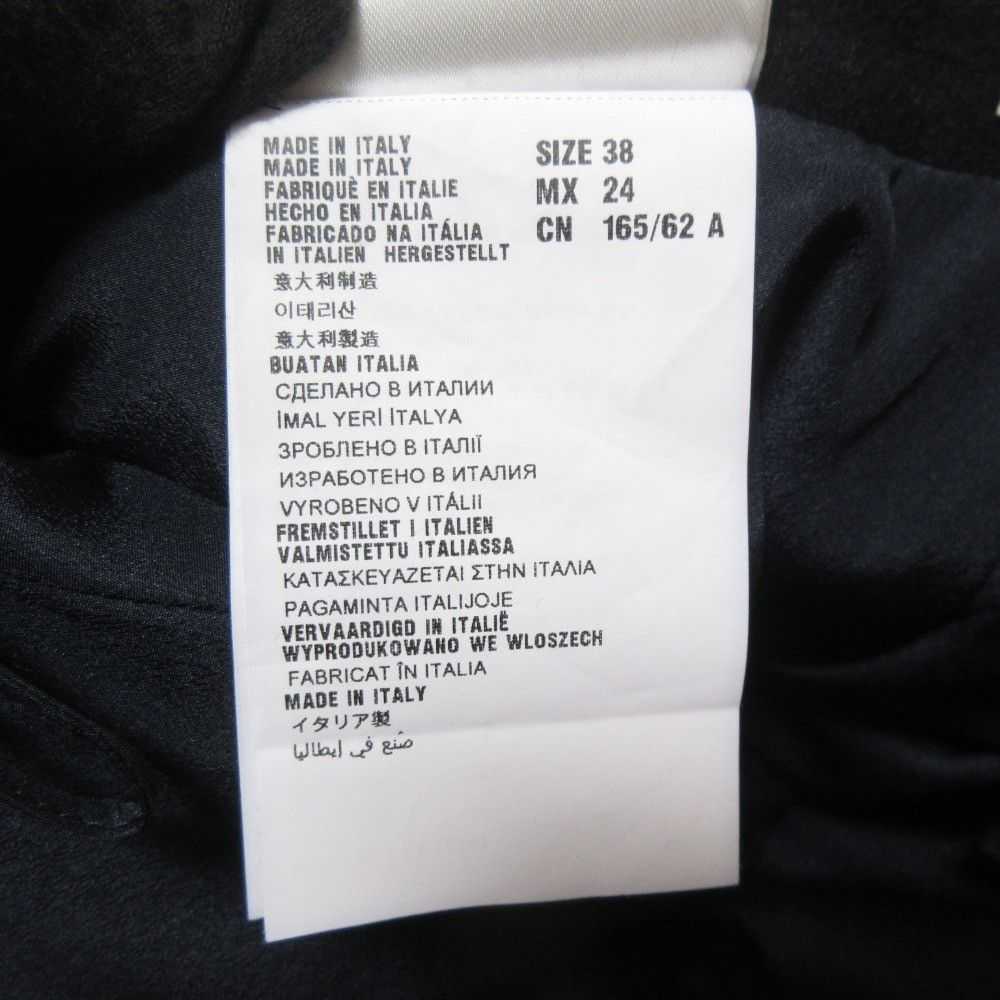 MADE IN ITALY
MADE IN ITALY
FABRIQUÈ EN ITALIE
HECHO EN ITALIA
FABRICADO NA ITÁLIA
IN ITALIEN HERGESTELLT
意大利制造
이태리산
意大利製造
BUATAN ITALIA
СДЕЛАНО В ИТАЛИИ
İMAL YERİ İTALYA
ЗРОБЛЕНО В ІТАЛІЇ
ИЗРАБОТЕНО В ИТАЛИЯ
VYROBENO V ITÁLII
FREMSTILLET I ITALIEN
VALMISTETTU ITALIASSA
ΚΑΤΑΣΚΕΥΑΖΕΤΑΙ ΣΤΗΝ ΙΤΑΛΙΑ
PAGAMINTA ITALIJOJE
VERVAARDIGD IN ITALIË
WYPRODUKOWANO WE WLOSZECH
FABRICAT ÎN ITALIA
MADE IN ITALY
イタリア製
صُنع في إيطاليا
SIZE 38
MX 24
CN 165/62 A